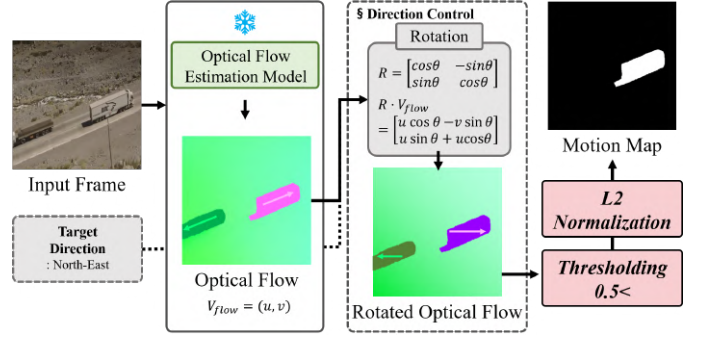 Input Frame
Target
Direction
: North-East
Optical Flow
Estimation Model
Optical Flow
V_flow = (u, v)
§ Direction Control
Rotation
R = [cosθ −sinθ
sinθ cosθ]
R · V_flow
= [u cos θ −v sin θ
u sin θ + ucosθ]
Rotated Optical Flow
Motion Map
L2
Normalization
Thresholding
0.5<